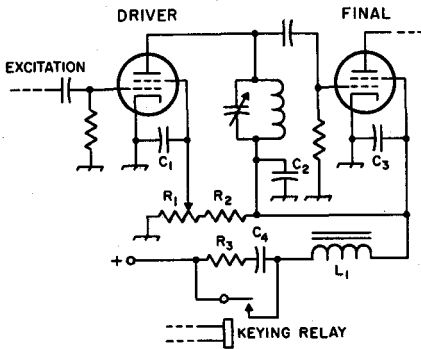 DRIVER
FINAL
EXCITATION
C1
C2
C3
R1
R2
R3
C4
L1
+
KEYING RELAY